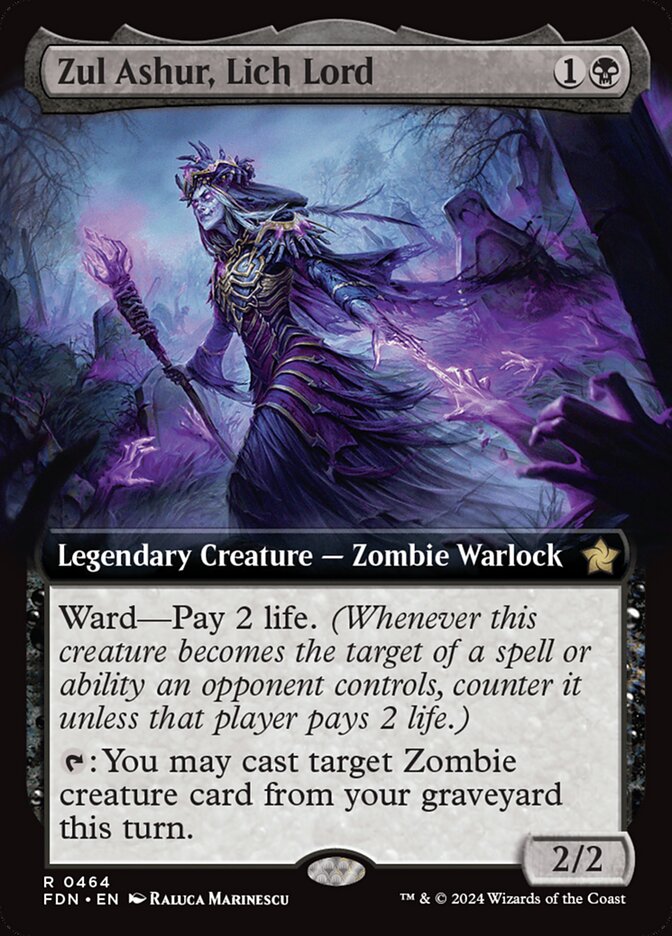 Zul Ashur, Lich Lord 1
Legendary Creature — Zombie Warlock
Ward—Pay 2 life. (Whenever this
creature becomes the target of a spell or
ability an opponent controls, counter it
unless that player pays 2 life.)
: You may cast target Zombie
creature card from your graveyard
this turn.
2/2
R 0464
FDN • EN Raluca Marinescu
™ & © 2024 Wizards of the Coast